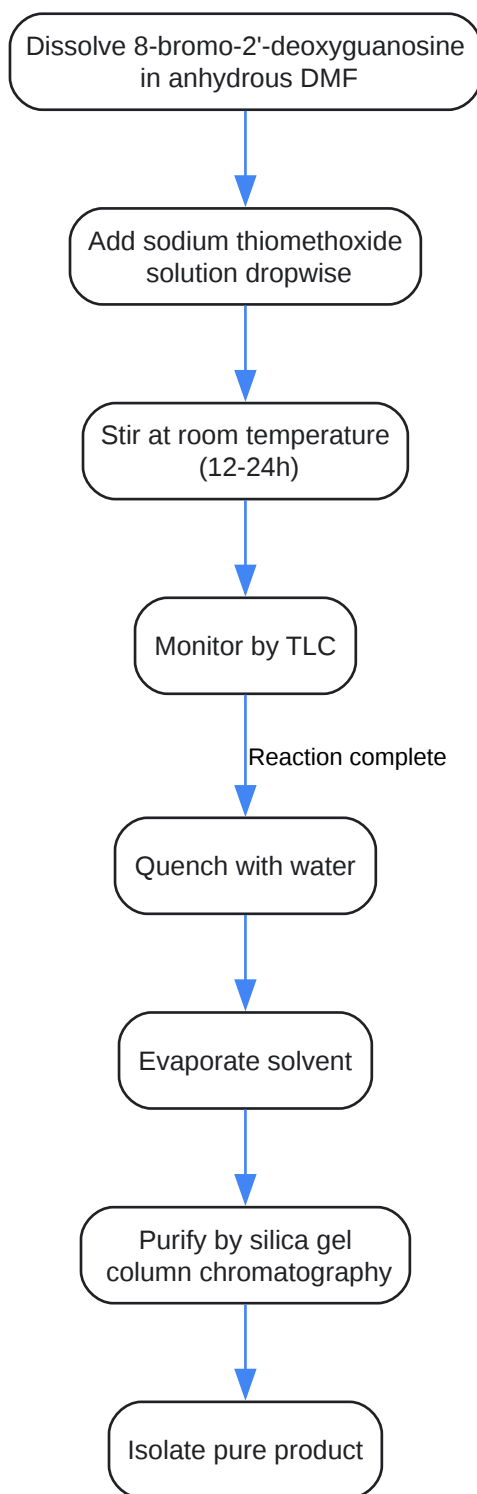 Dissolve 8-bromo-2'-deoxyguanosine
in anhydrous DMF
Add sodium thiomethoxide
solution dropwise
Stir at room temperature
(12-24h)
Monitor by TLC
Reaction complete
Quench with water
Evaporate solvent
Purify by silica gel
column chromatography
Isolate pure product